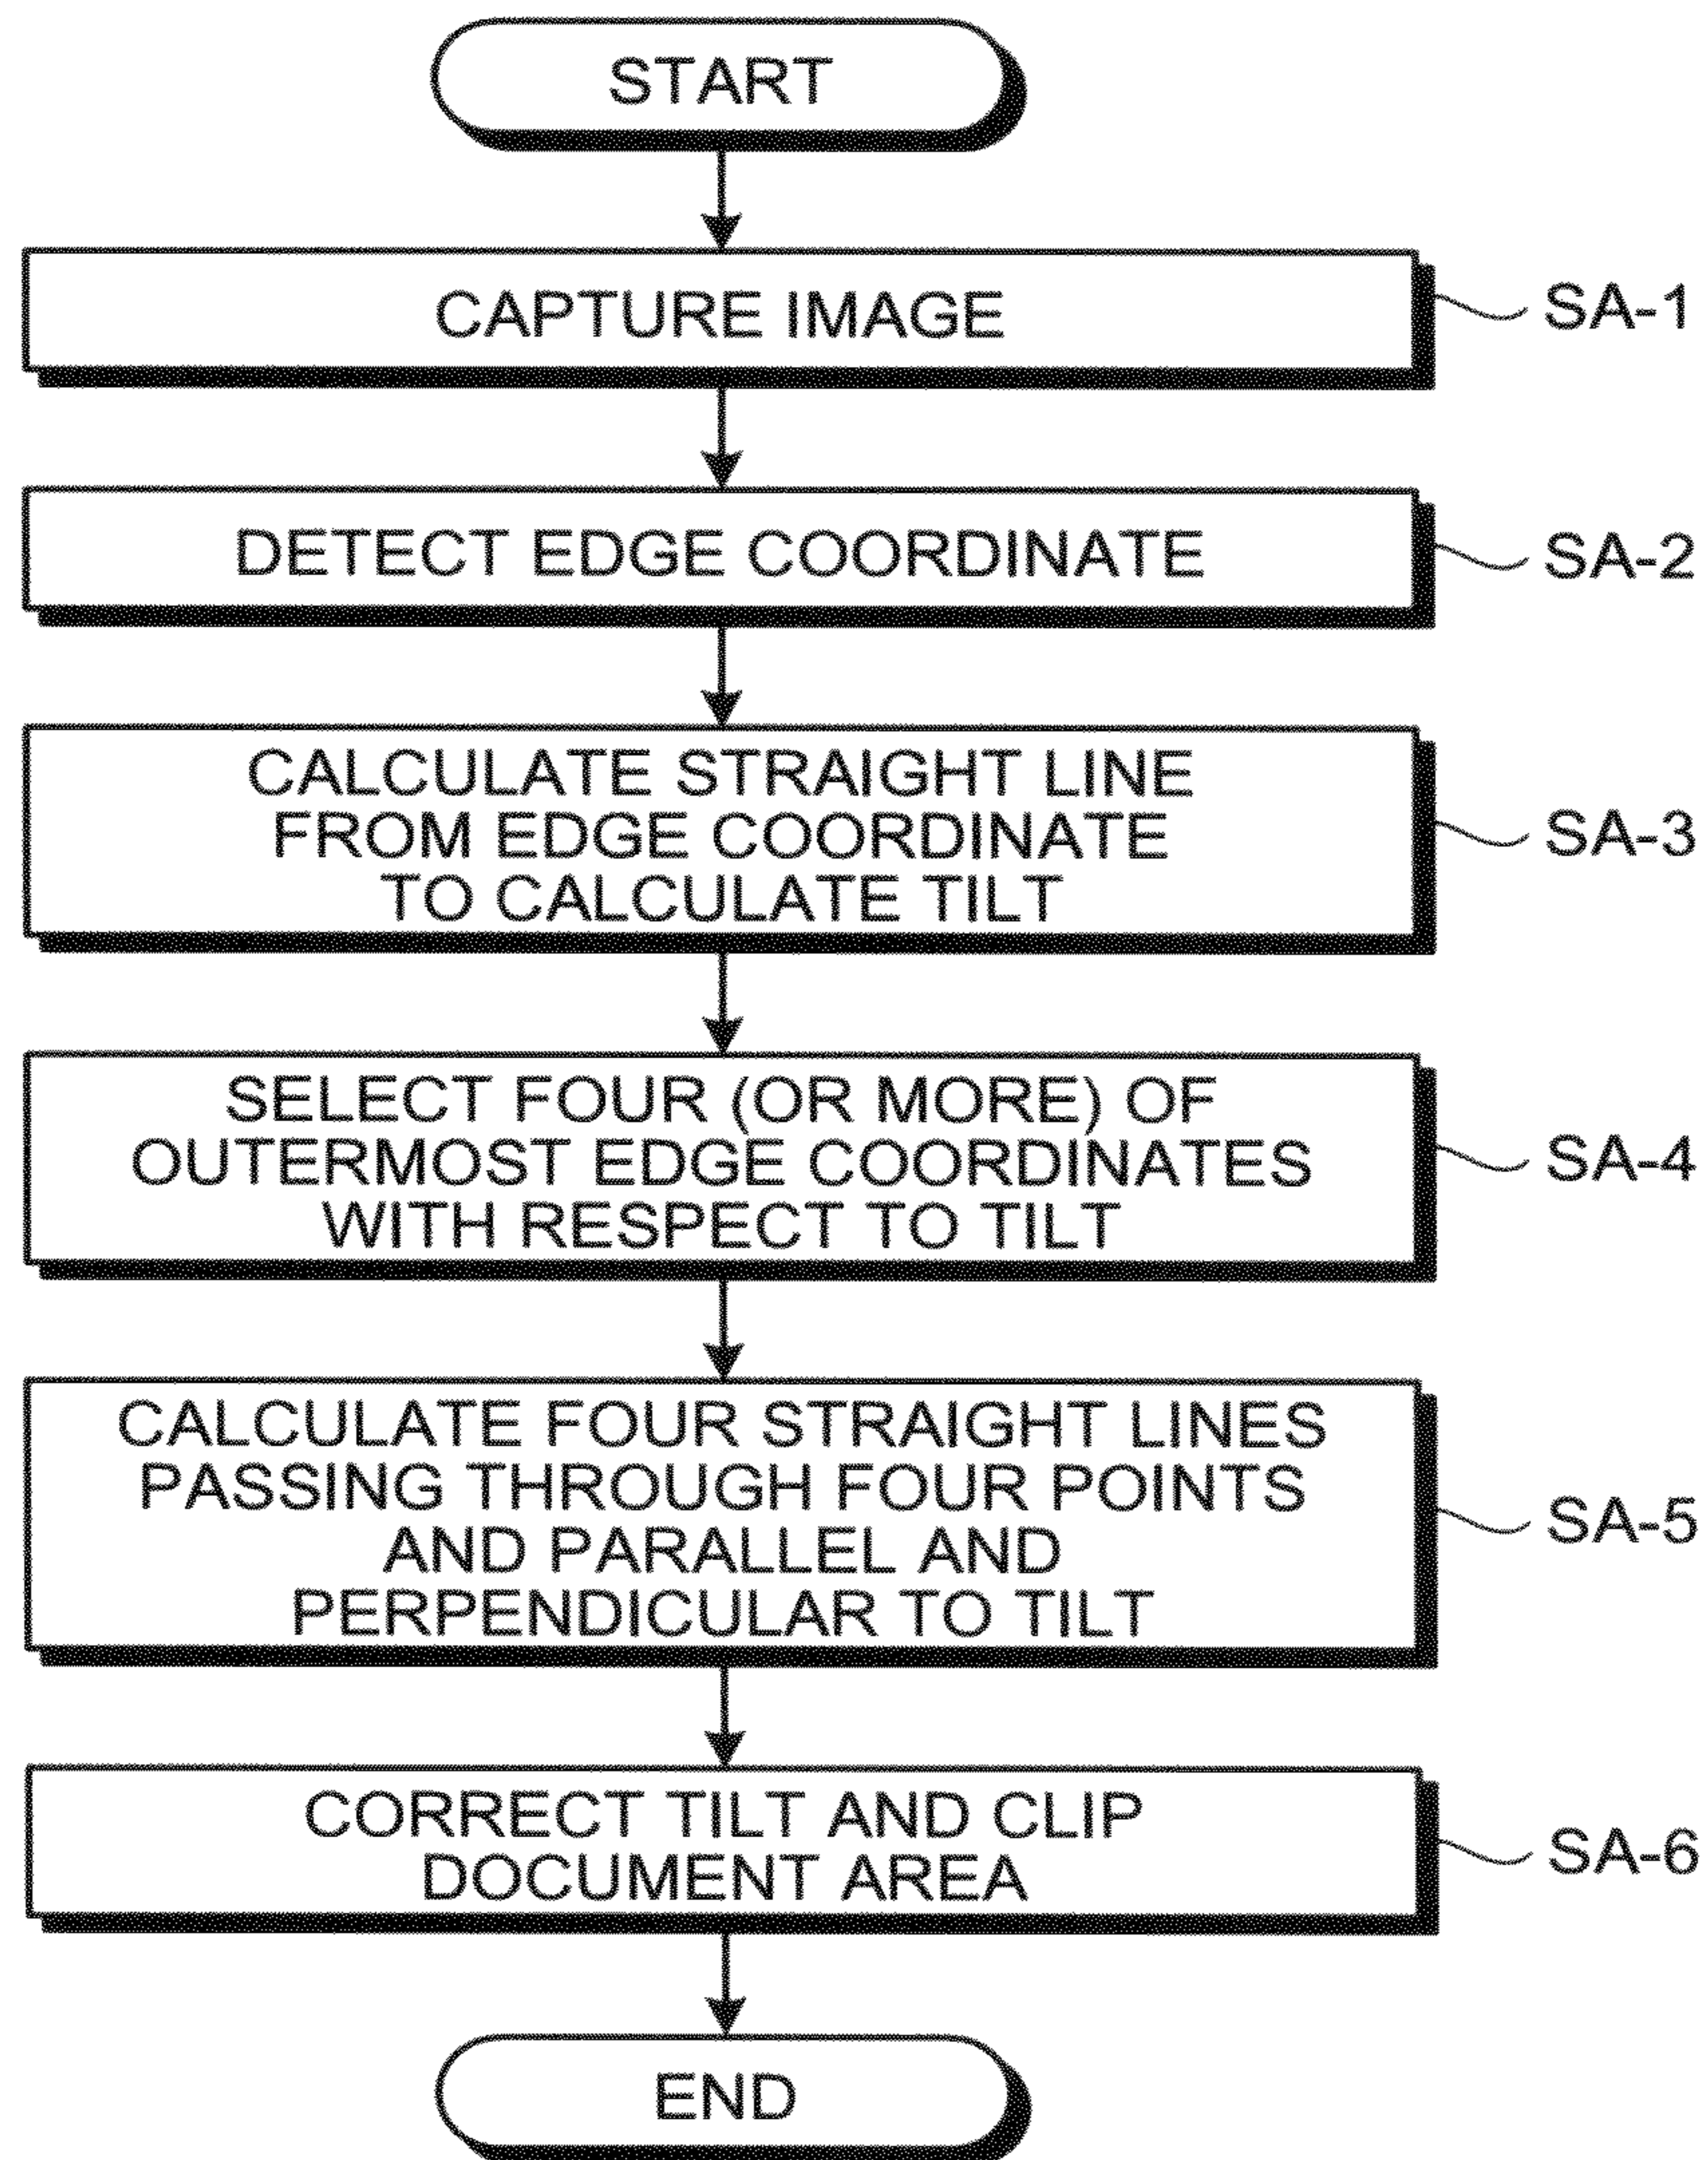 START
CAPTURE IMAGE
SA-1
DETECT EDGE COORDINATE
SA-2
CALCULATE STRAIGHT LINE
FROM EDGE COORDINATE
TO CALCULATE TILT
SA-3
SELECT FOUR (OR MORE) OF
OUTERMOST EDGE COORDINATES
WITH RESPECT TO TILT
SA-4
CALCULATE FOUR STRAIGHT LINES
PASSING THROUGH FOUR POINTS
AND PARALLEL AND
PERPENDICULAR TO TILT
SA-5
CORRECT TILT AND CLIP
DOCUMENT AREA
SA-6
END